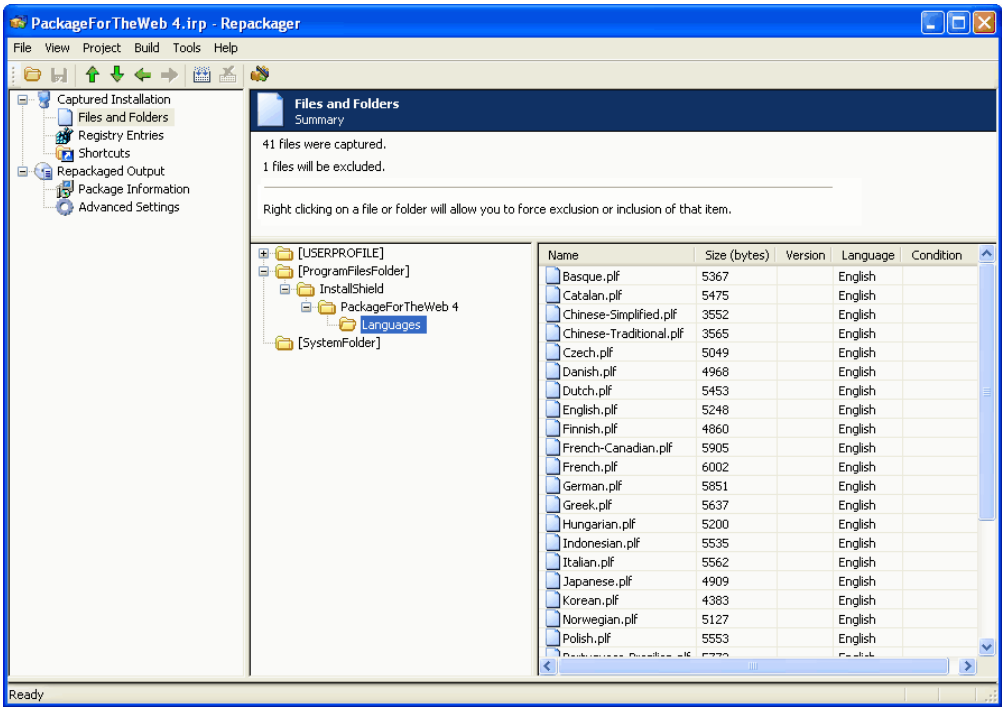 PackageForTheWeb 4.irp - Repackager
File View Project Build Tools Help
Captured Installation
Files and Folders
Registry Entries
Shortcuts
Repackaged Output
Package Information
Advanced Settings
Files and Folders
Summary
41 files were captured.
1 files will be excluded.
Right clicking on a file or folder will allow you to force exclusion or inclusion of that item.
[USERPROFILE]
[ProgramFilesFolder]
InstallShield
PackageForTheWeb 4
Languages
[SystemFolder]
Name Size (bytes) Version Language Condition
Basque.plf 5367 English
Catalan.plf 5475 English
Chinese-Simplified.plf 3552 English
Chinese-Traditional.plf 3565 English
Czech.plf 5049 English
Danish.plf 4968 English
Dutch.plf 5453 English
English.plf 5248 English
Finnish.plf 4860 English
French-Canadian.plf 5905 English
French.plf 6002 English
German.plf 5851 English
Greek.plf 5637 English
Hungarian.plf 5200 English
Indonesian.plf 5535 English
Italian.plf 5562 English
Japanese.plf 4909 English
Korean.plf 4383 English
Norwegian.plf 5127 English
Polish.plf 5553 English
Ready